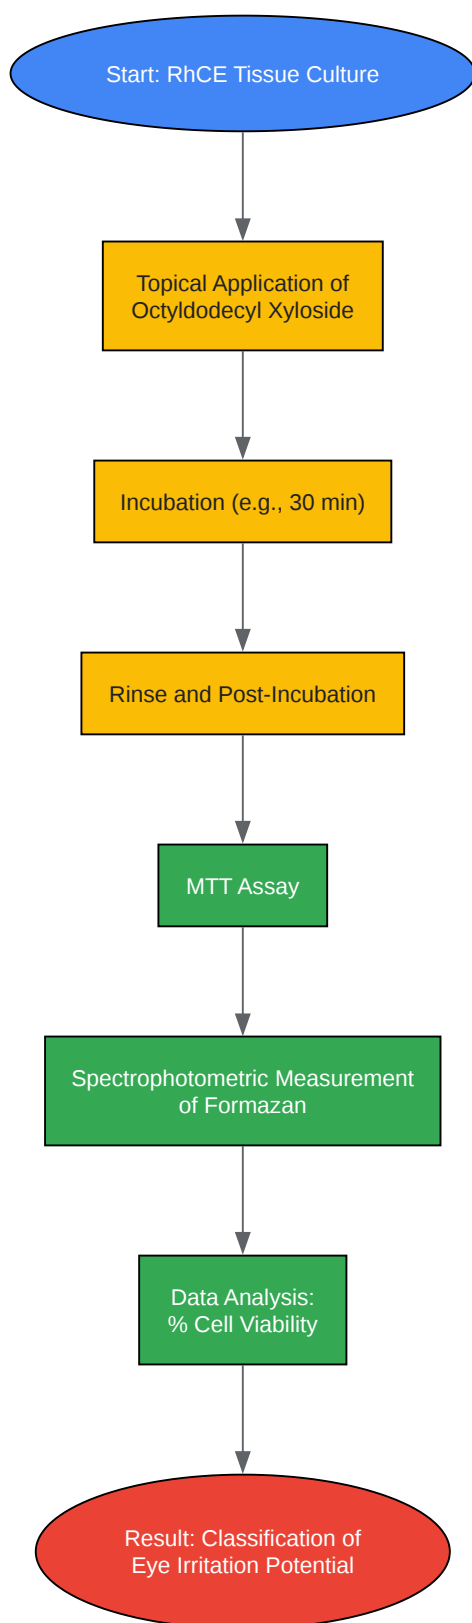 Start: RhCE Tissue Culture
Topical Application of
Octyldodecyl Xyloside
Incubation (e.g., 30 min)
Rinse and Post-Incubation
MTT Assay
Spectrophotometric Measurement
of Formazan
Data Analysis:
% Cell Viability
Result: Classification of
Eye Irritation Potential